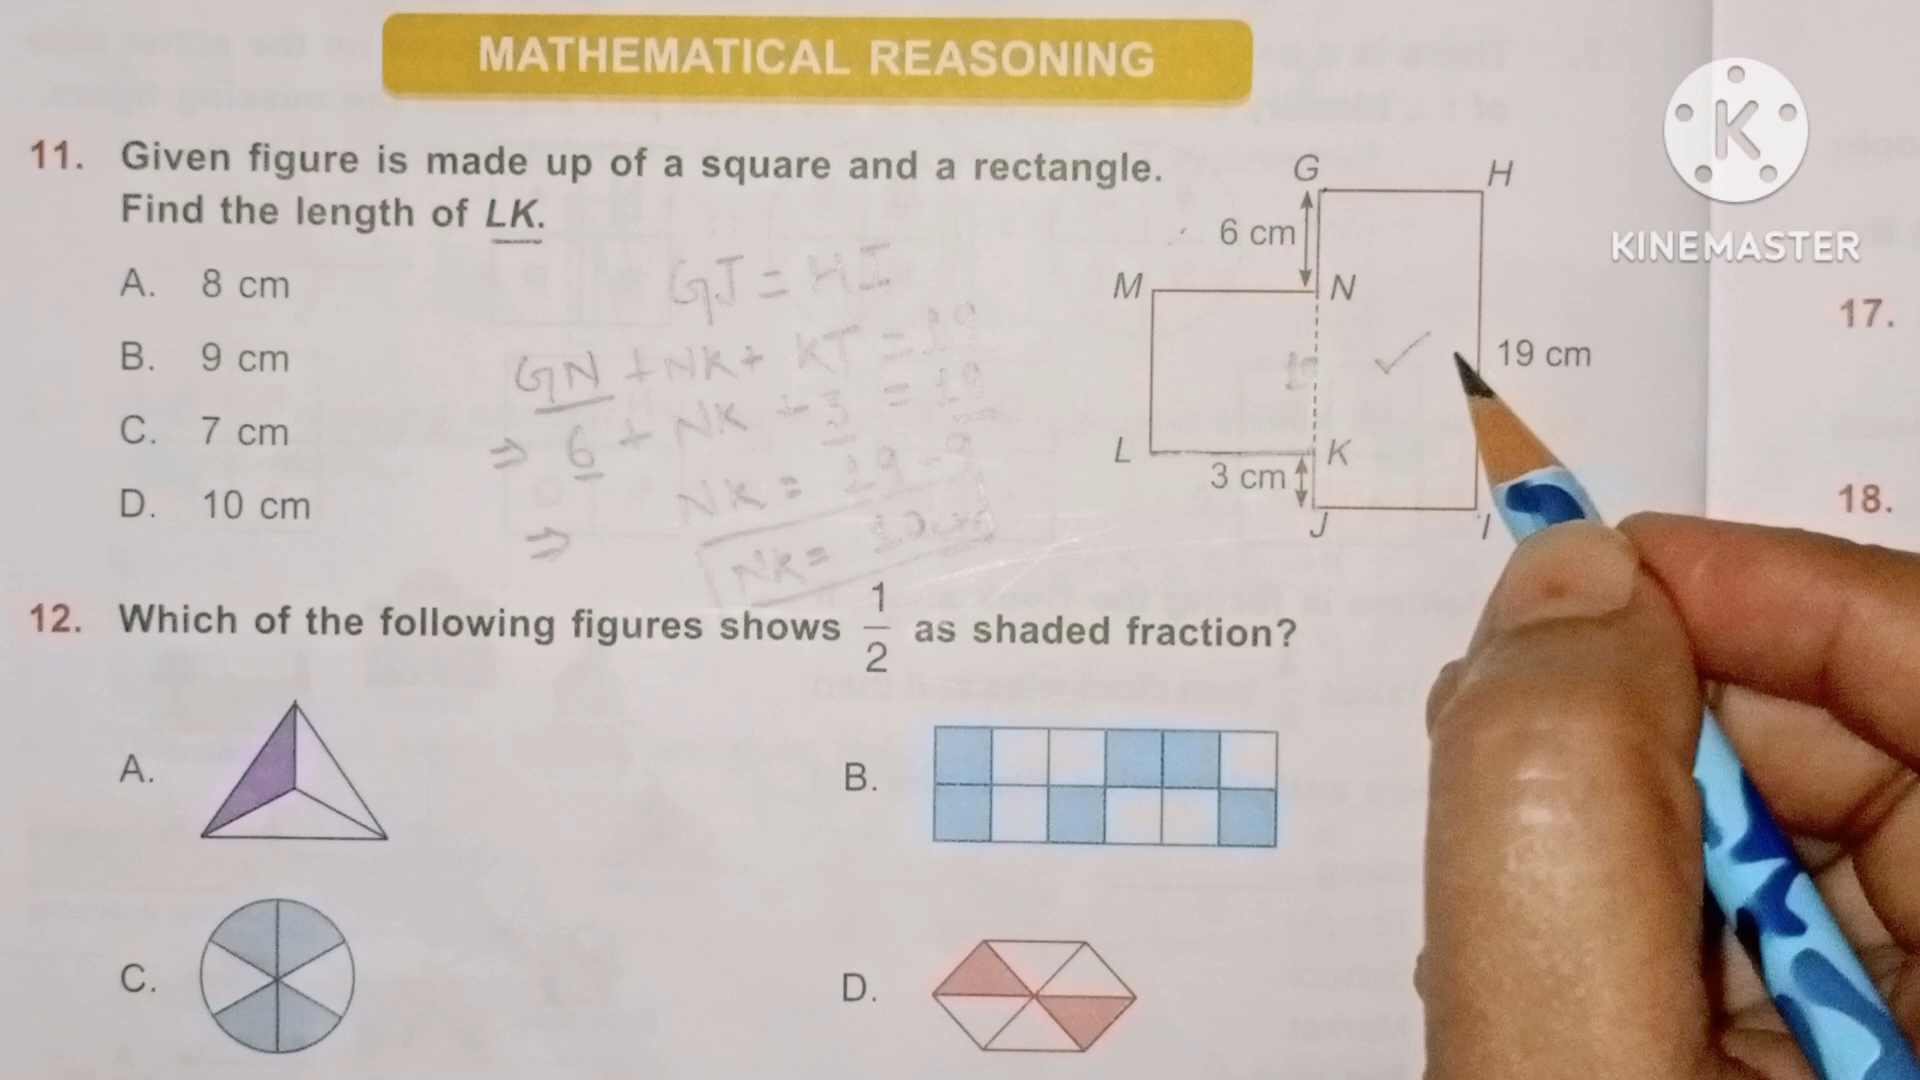 MATHEMATICAL REASONING
11. Given figure is made up of a square and a rectangle.
Find the length of LK.
A. 8 cm
B. 9 cm
C. 7 cm
D. 10 cm
G H
6 cm
M N
19 cm
L K
3 cm
J I
GJ = HI
GN + NK + KJ = 19
⇒ 6 + NK + 3 = 19
NK = 19 - 9
⇒ NK = 10cm
12. Which of the following figures shows 1/2 as shaded fraction?
A.
B.
C.
D.
K
KINEMASTER
17.
18.